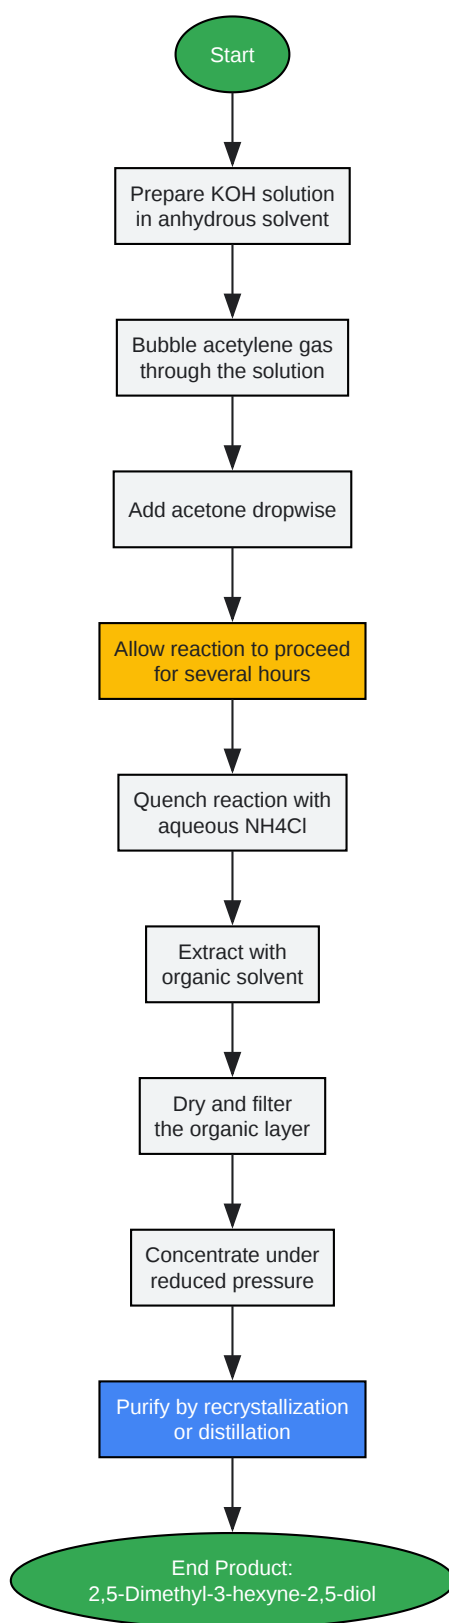 Start
Prepare KOH solution
in anhydrous solvent
Bubble acetylene gas
through the solution
Add acetone dropwise
Allow reaction to proceed
for several hours
Quench reaction with
aqueous NH4Cl
Extract with
organic solvent
Dry and filter
the organic layer
Concentrate under
reduced pressure
Purify by recrystallization
or distillation
End Product:
2,5-Dimethyl-3-hexyne-2,5-diol